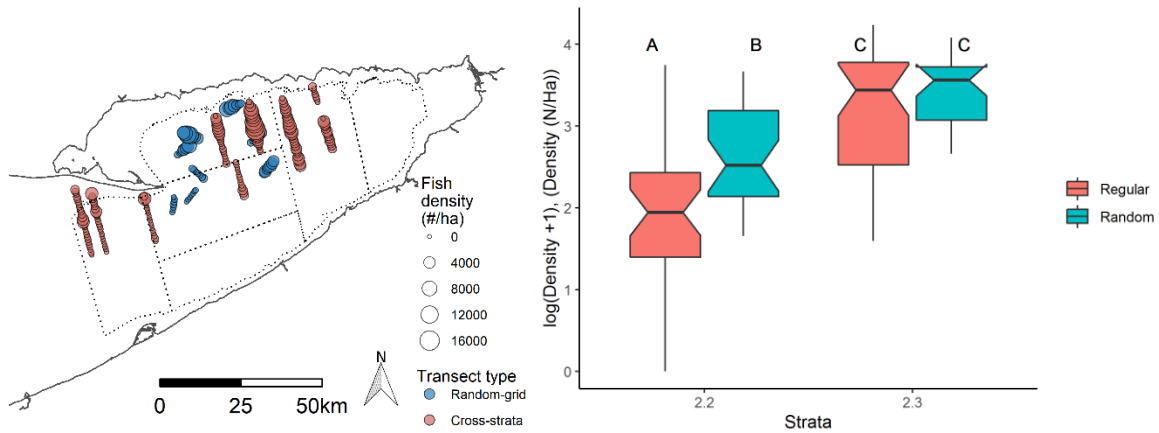 Fish
density
(#/ha)
0
4000
8000
12000
16000
N
0 25 50km
Transect type
Random-grid
Cross-strata
log(Density +1), (Density (N/Ha))
4
3
2
1
0
A B C C
2.2 2.3
Strata
Regular
Random